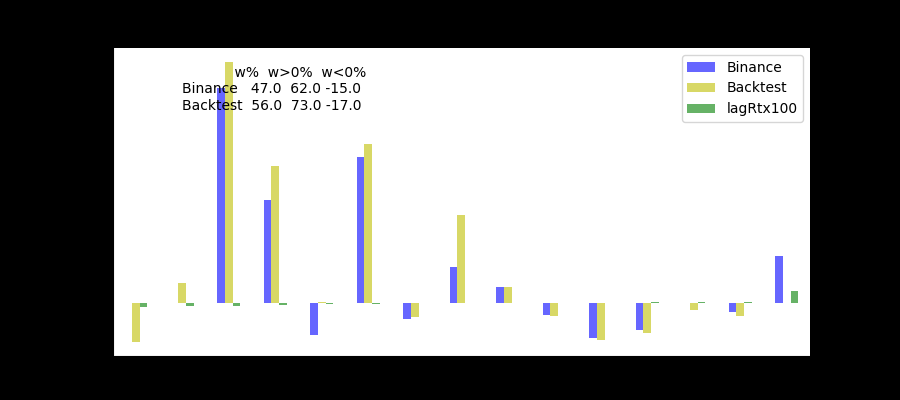 w%  w>0%  w<0%
Binance   47.0  62.0 -15.0
Backtest  56.0  73.0 -17.0
Binance
Backtest
lagRtx100